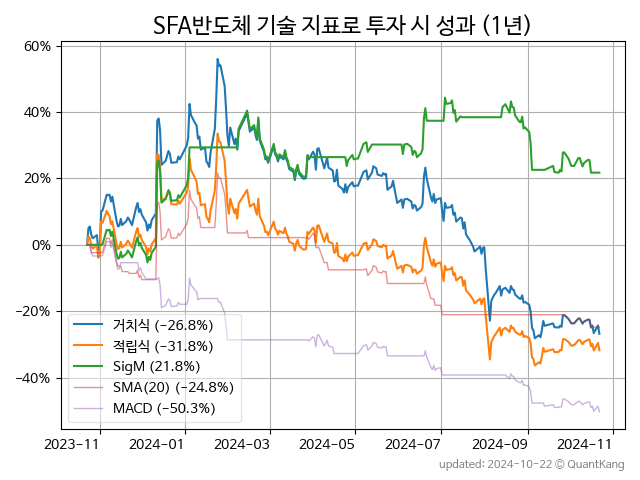 SFA반도체 기술 지표로 투자 시 성과 (1년)
60%
40%
20%
0%
−20%
−40%
거치식 (−26.8%)
적립식 (−31.8%)
SigM (21.8%)
SMA(20) (−24.8%)
MACD (−50.3%)
2023-11 2024-01 2024-03 2024-05 2024-07 2024-09 2024-11
updated: 2024-10-22 © QuantKang